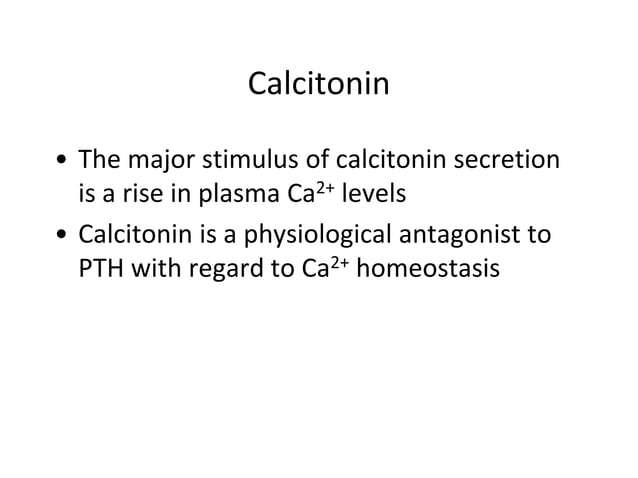 Calcitonin
• The major stimulus of calcitonin secretion
is a rise in plasma Ca²⁺ levels
• Calcitonin is a physiological antagonist to
PTH with regard to Ca²⁺ homeostasis